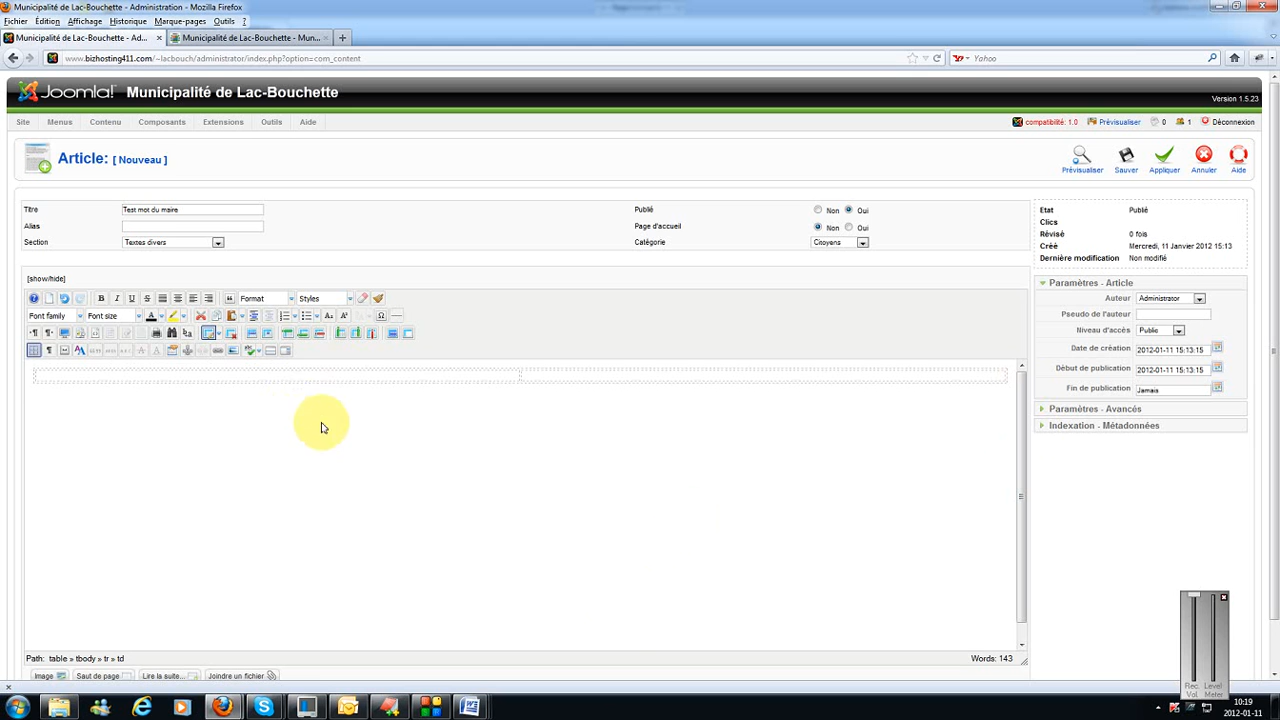 Municipalité de Lac-Bouchette - Administration - Mozilla Firefox
Fichier Édition Affichage Historique Marque-pages Outils ?
Municipalité de Lac-Bouchette - Ad... Municipalité de Lac-Bouchette - Mun...
www.bizhosting411.com/~lacbouch/administrator/index.php?option=com_content Yahoo
Joomla! Municipalité de Lac-Bouchette
Version 1.5.23
Site Menus Contenu Composants Extensions Outils Aide compatibilité: 1.0 Prévisualiser 0 1 Déconnexion
Article: [ Nouveau ]
Prévisualiser Sauver Appliquer Annuler Aide
Titre Test mot du maire Publié Non Oui
Alias Page d'accueil Non Oui
Section Textes divers Catégorie Citoyens
Etat Publié
Clics
Révisé 0 fois
Créé Mercredi, 11 Janvier 2012 15:13
Dernière modification Non modifié
[show/hide]
Format Styles
Font family Font size
Paramètres - Article
Auteur Administrator
Pseudo de l'auteur
Niveau d'accès Public
Date de création 2012-01-11 15:13:15
Début de publication 2012-01-11 15:13:15
Fin de publication Jamais
Paramètres - Avancés
Indexation - Métadonnées
Path: table » tbody » tr » td Words: 143
Image Saut de page Lire la suite... Joindre un fichier
Rec. Vol
Level Meter
10:19
2012-01-11